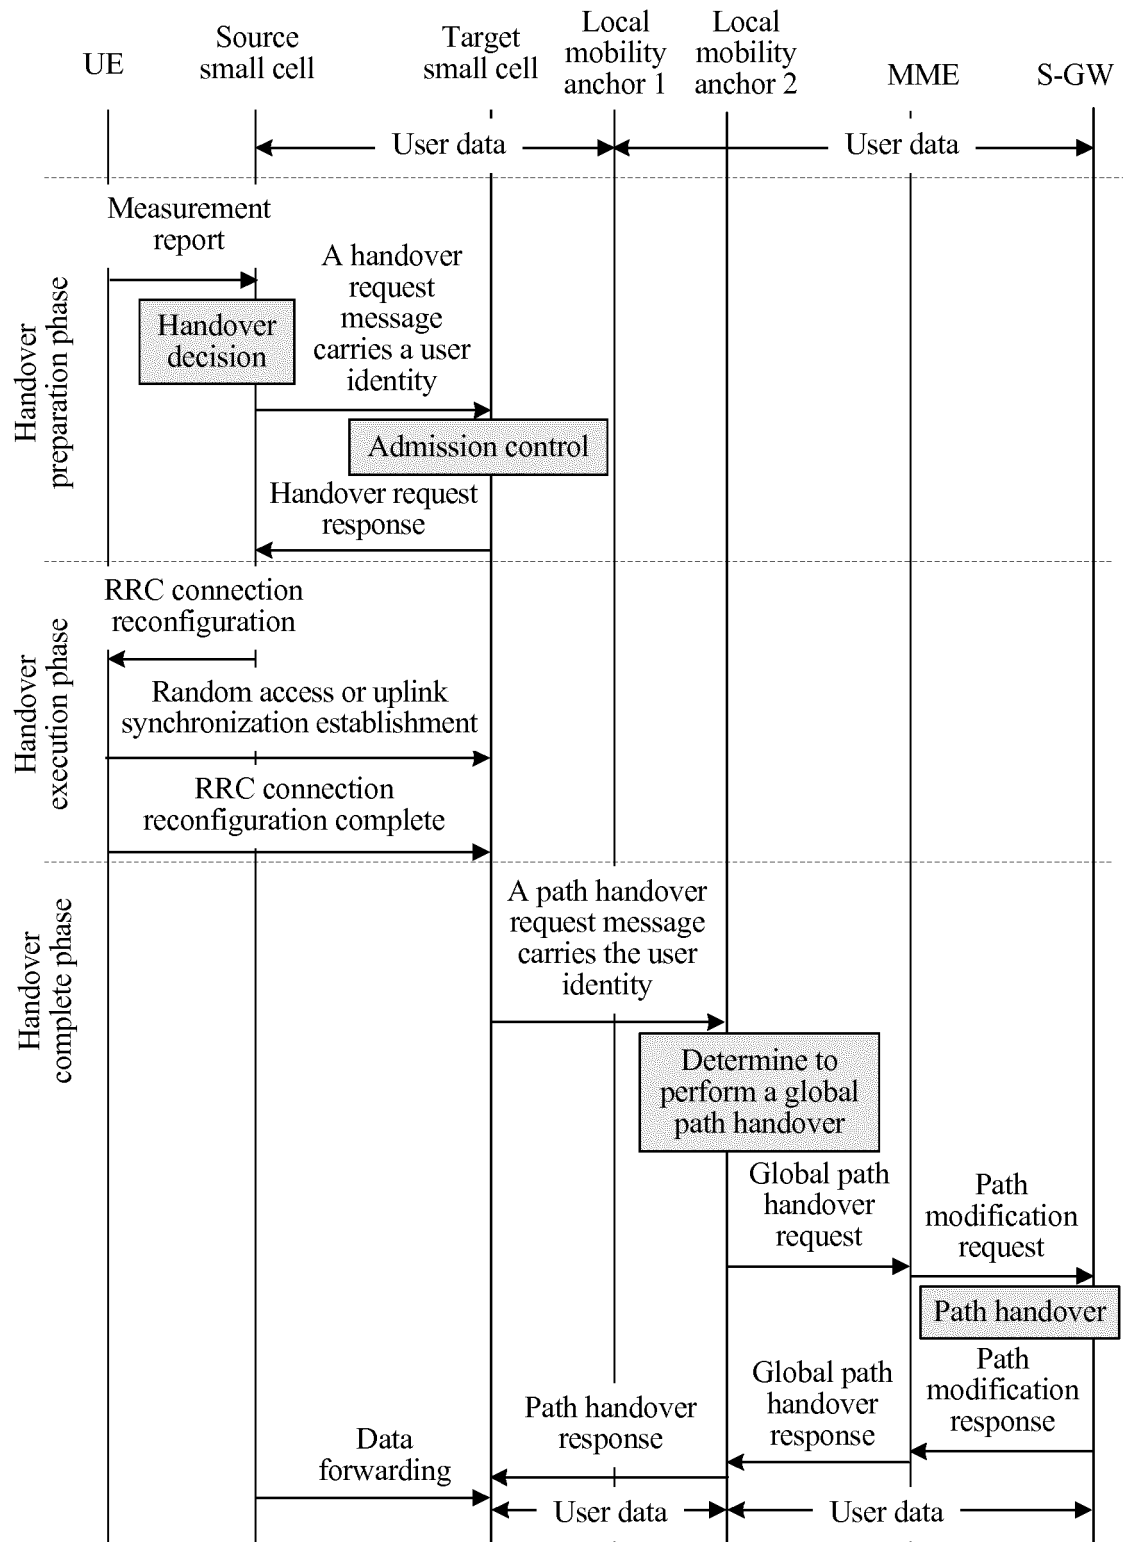 UE
Source
small cell
Target
small cell
Local
mobility
anchor 1
Local
mobility
anchor 2
MME
S-GW
User data
User data
Handover
preparation phase
Measurement
report
Handover
decision
A handover
request
message
carries a user
identity
Admission control
Handover request
response
Handover
execution phase
RRC connection
reconfiguration
Random access or uplink
synchronization establishment
RRC connection
reconfiguration complete
Handover
complete phase
A path handover
request message
carries the user
identity
Determine to
perform a global
path handover
Global path
handover
request
Path
modification
request
Path handover
Path
modification
response
Global path
handover
response
Path handover
response
Data
forwarding
User data
User data